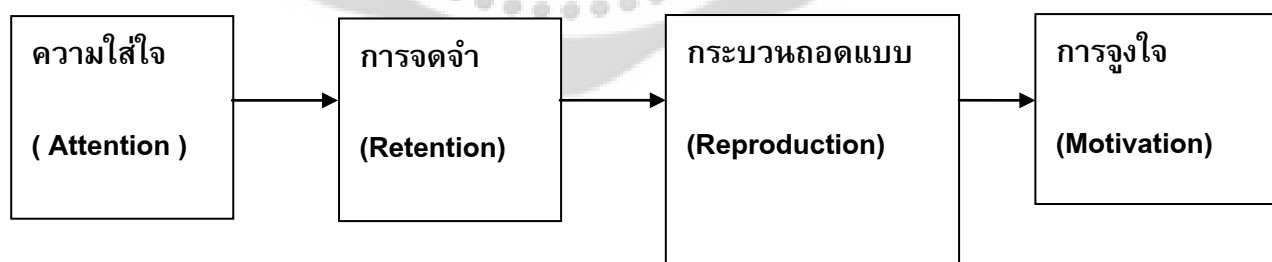 ความใส่ใจ
( Attention )
การจดจำ
(Retention)
กระบวนถอดแบบ
(Reproduction)
การจูงใจ
(Motivation)